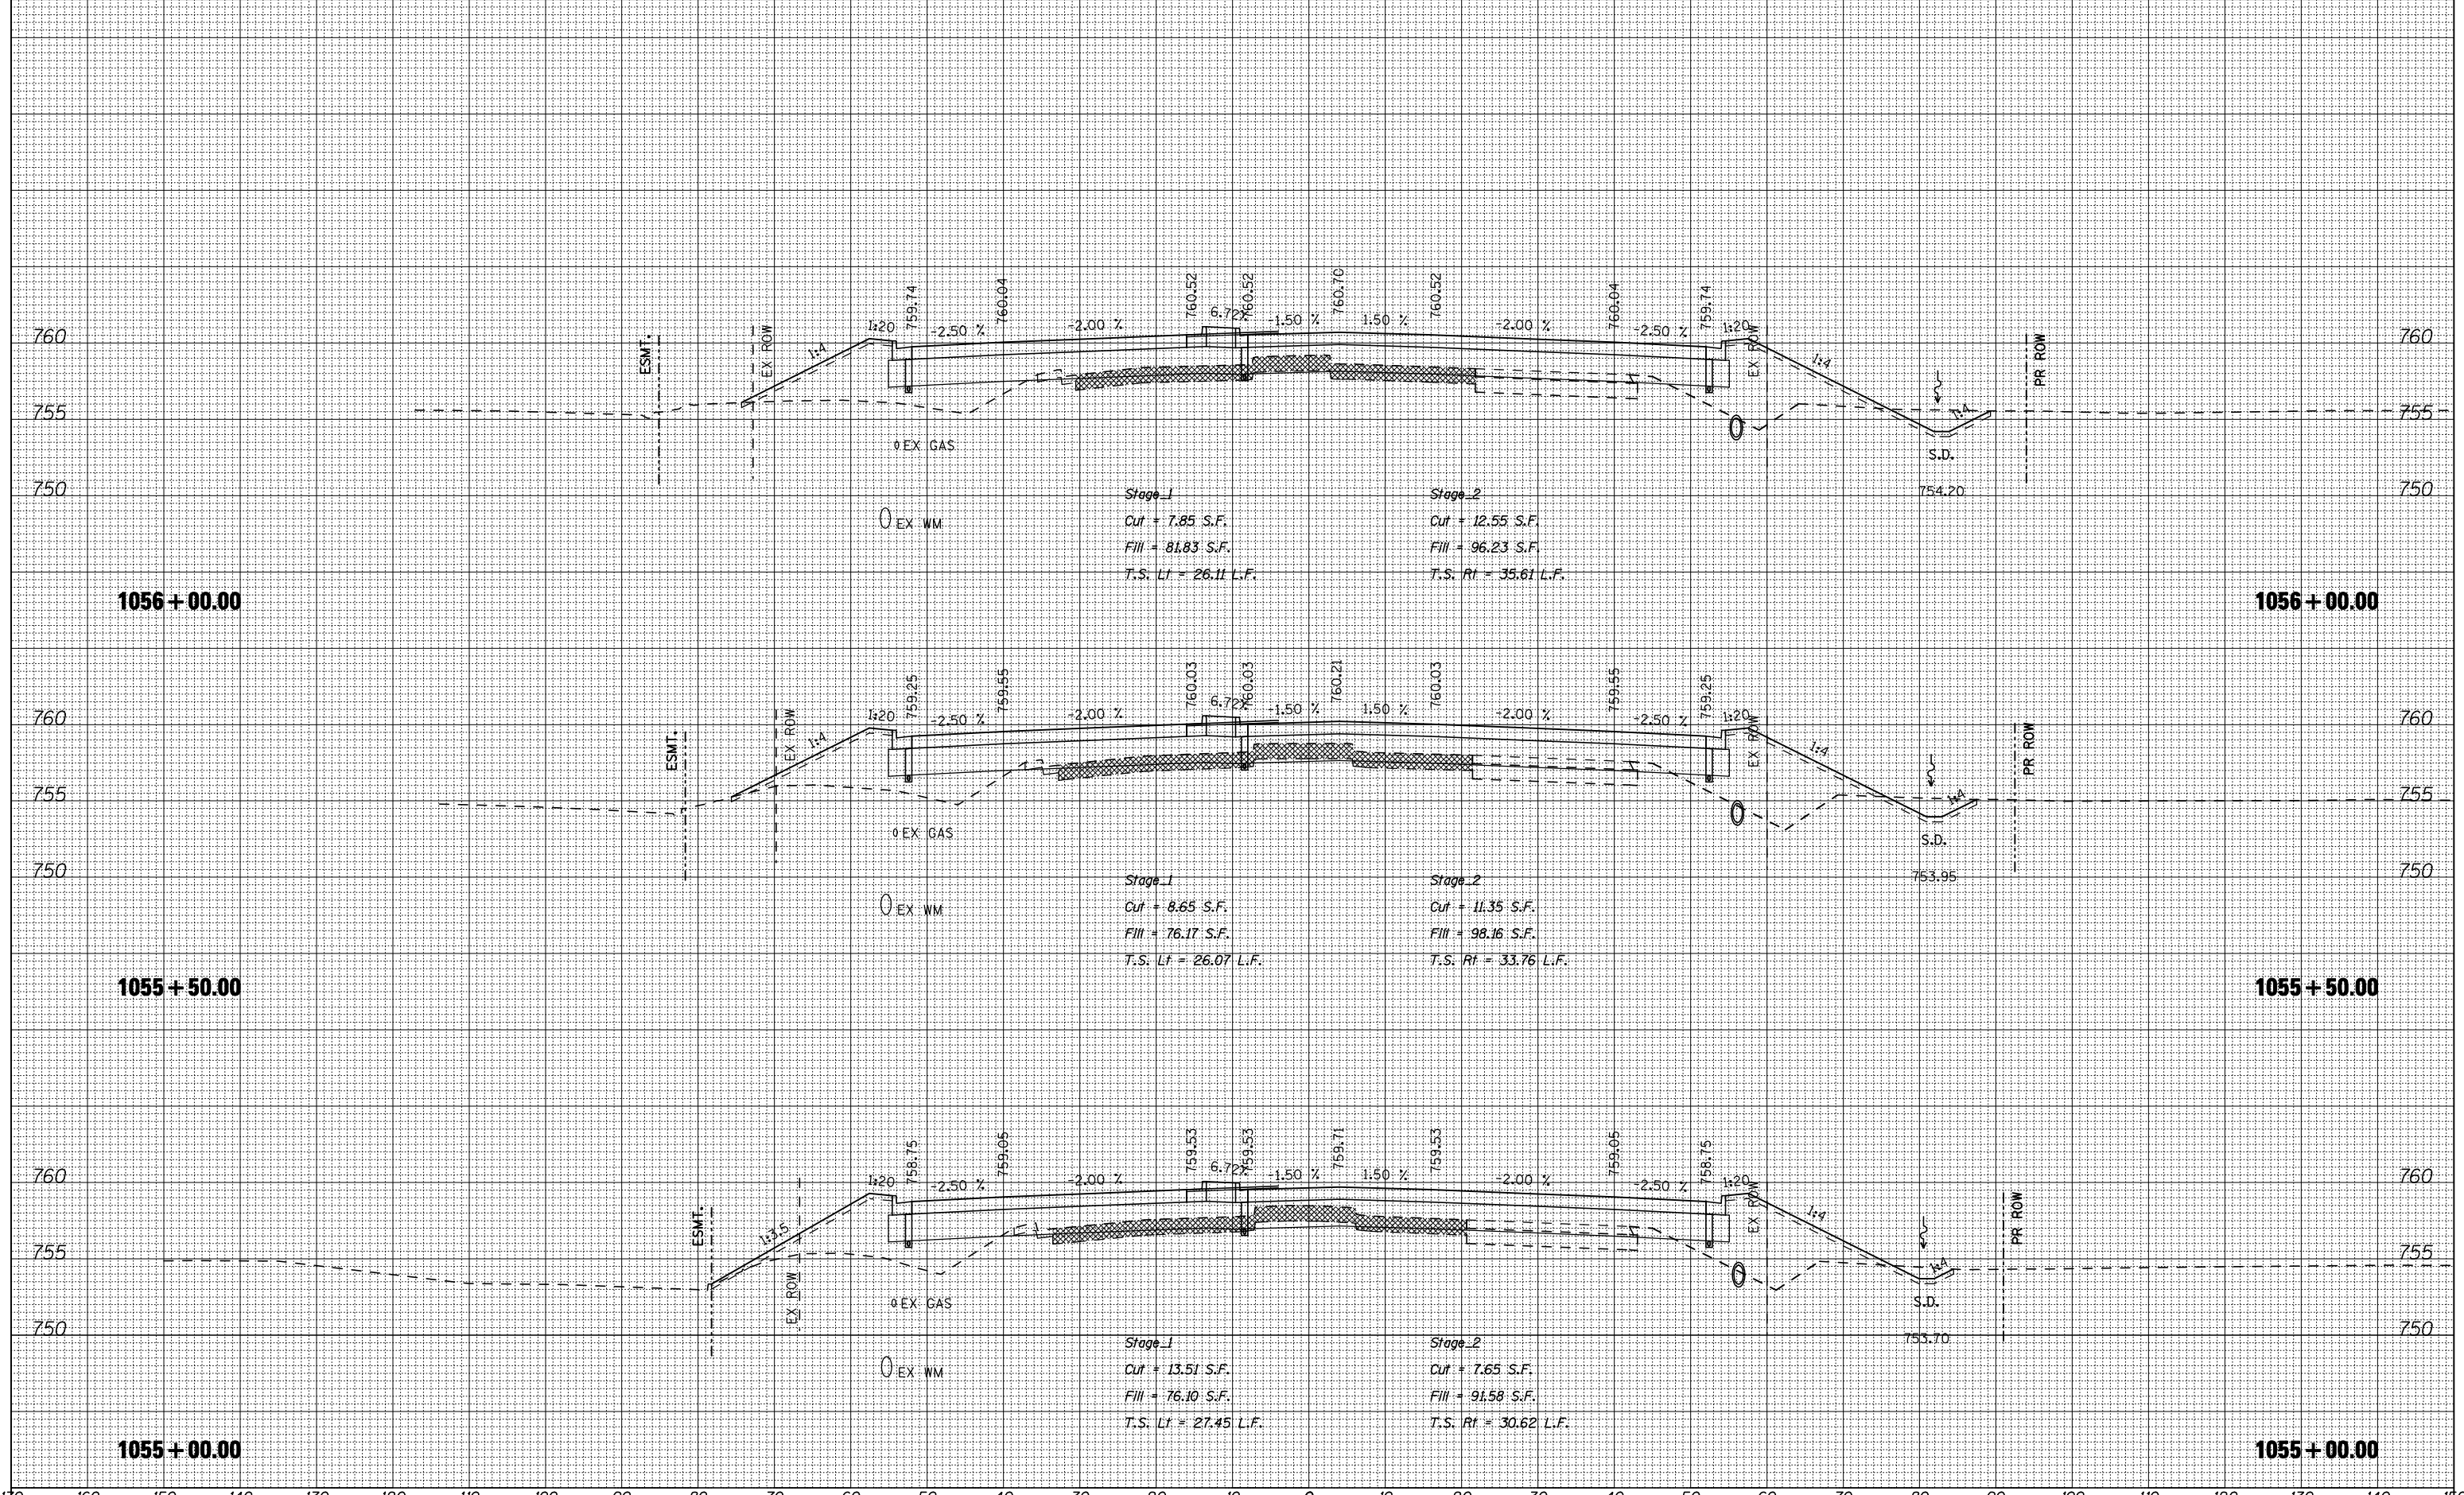 759.74 760.04 760.52 760.52 760.70 760.52 760.04 759.74
1:20 -2.50 % -2.00 % 6.72% -1.50 % 1.50 % -2.00 % -2.50 % 1:20
760 ESMT. EX ROW 1:4 EX ROW 1:4 PR ROW 760
755 1:4 755
EX GAS S.D.
750 Stage_1 Stage_2 754.20 750
EX WM Cut = 7.85 S.F. Cut = 12.55 S.F.
Fill = 81.83 S.F. Fill = 96.23 S.F.
T.S. Lt = 26.11 L.F. T.S. Rt = 35.61 L.F.
1056+00.00 1056+00.00
759.25 759.55 760.03 760.03 760.21 760.03 759.55 759.25
1:20 -2.50 % -2.00 % 6.72% -1.50 % 1.50 % -2.00 % -2.50 % 1:20
760 ESMT. EX ROW 1:4 EX ROW 1:4 PR ROW 760
755 1:4 755
EX GAS S.D.
750 Stage_1 Stage_2 753.95 750
EX WM Cut = 8.65 S.F. Cut = 11.35 S.F.
Fill = 76.17 S.F. Fill = 98.16 S.F.
T.S. Lt = 26.07 L.F. T.S. Rt = 33.76 L.F.
1055+50.00 1055+50.00
758.75 759.05 759.53 759.53 759.71 759.53 759.05 758.75
1:20 -2.50 % -2.00 % 6.72% -1.50 % 1.50 % -2.00 % -2.50 % 1:20
760 ESMT. 1:3.5 EX ROW 1:4 PR ROW 760
755 EX ROW 1:4 755
EX GAS S.D.
750 Stage_1 Stage_2 753.70 750
EX WM Cut = 13.51 S.F. Cut = 7.65 S.F.
Fill = 76.10 S.F. Fill = 91.58 S.F.
T.S. Lt = 27.45 L.F. T.S. Rt = 30.62 L.F.
1055+00.00 1055+00.00